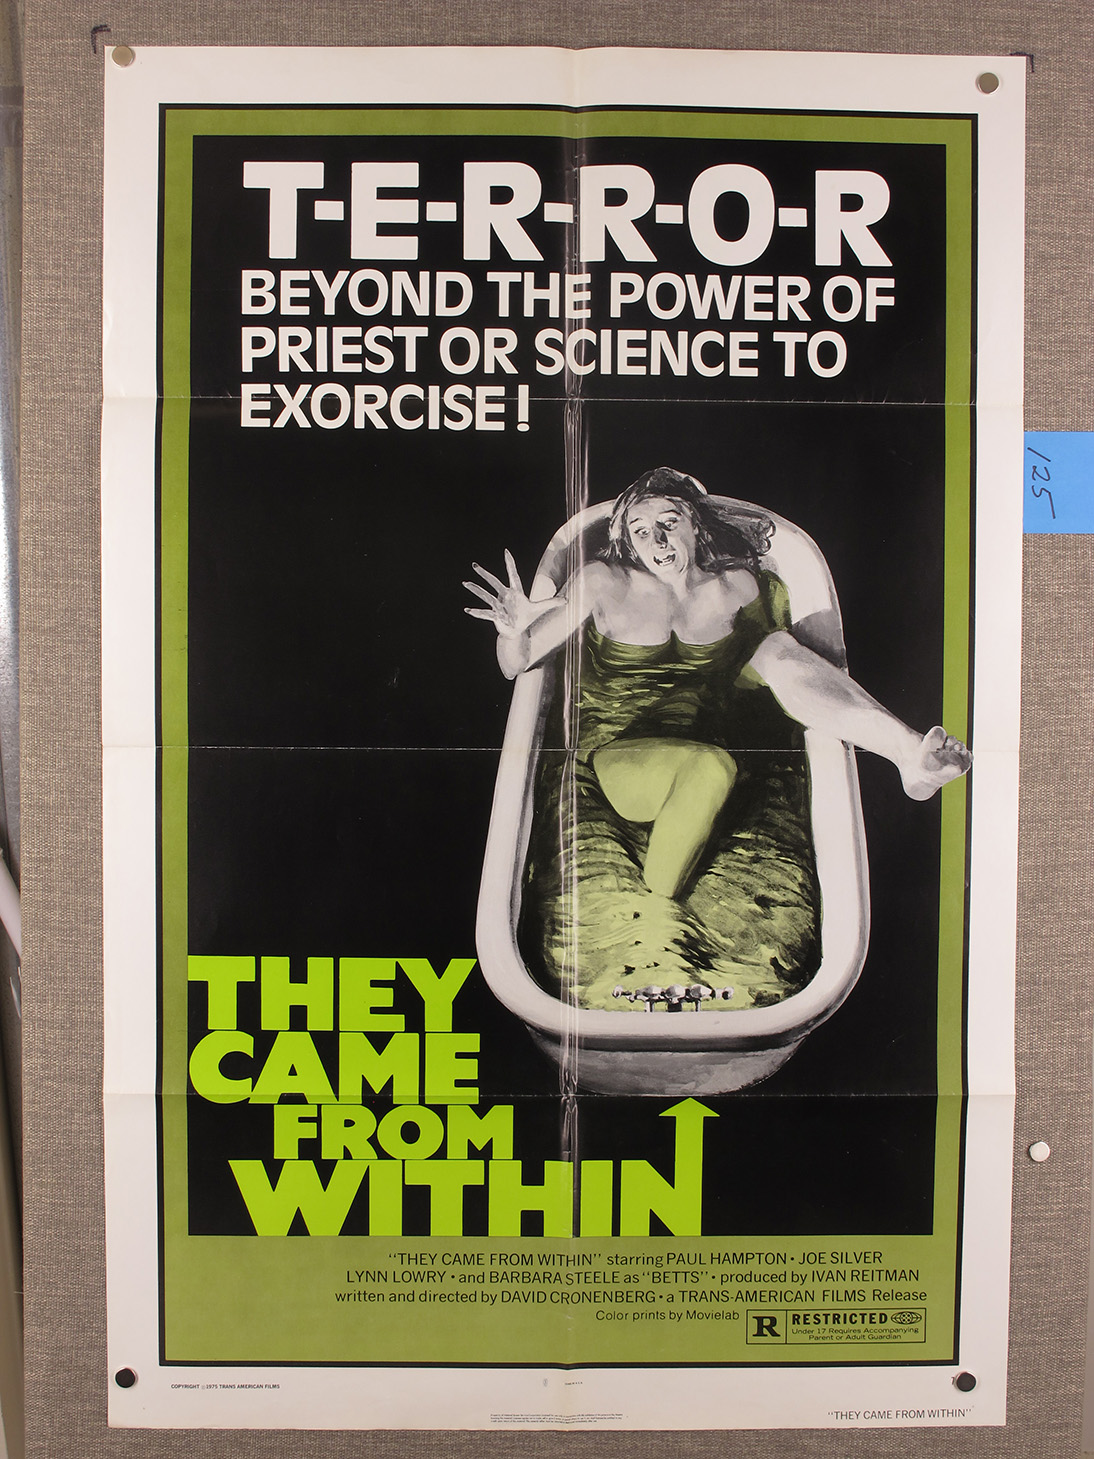 T-E-R-R-O-R
BEYOND THE POWER OF
PRIEST OR SCIENCE TO
EXORCISE!
125
THEY
CAME
FROM
WITHIN
"THEY CAME FROM WITHIN" starring PAUL HAMPTON • JOE SILVER
LYNN LOWRY • and BARBARA STEELE as "BETTS" • produced by IVAN REITMAN
written and directed by DAVID CRONENBERG • a TRANS-AMERICAN FILMS Release
Color prints by Movielab
R RESTRICTED
Under 17 Requires Accompanying
Parent or Adult Guardian
COPYRIGHT ©1975 TRANS AMERICAN FILMS
"THEY CAME FROM WITHIN"